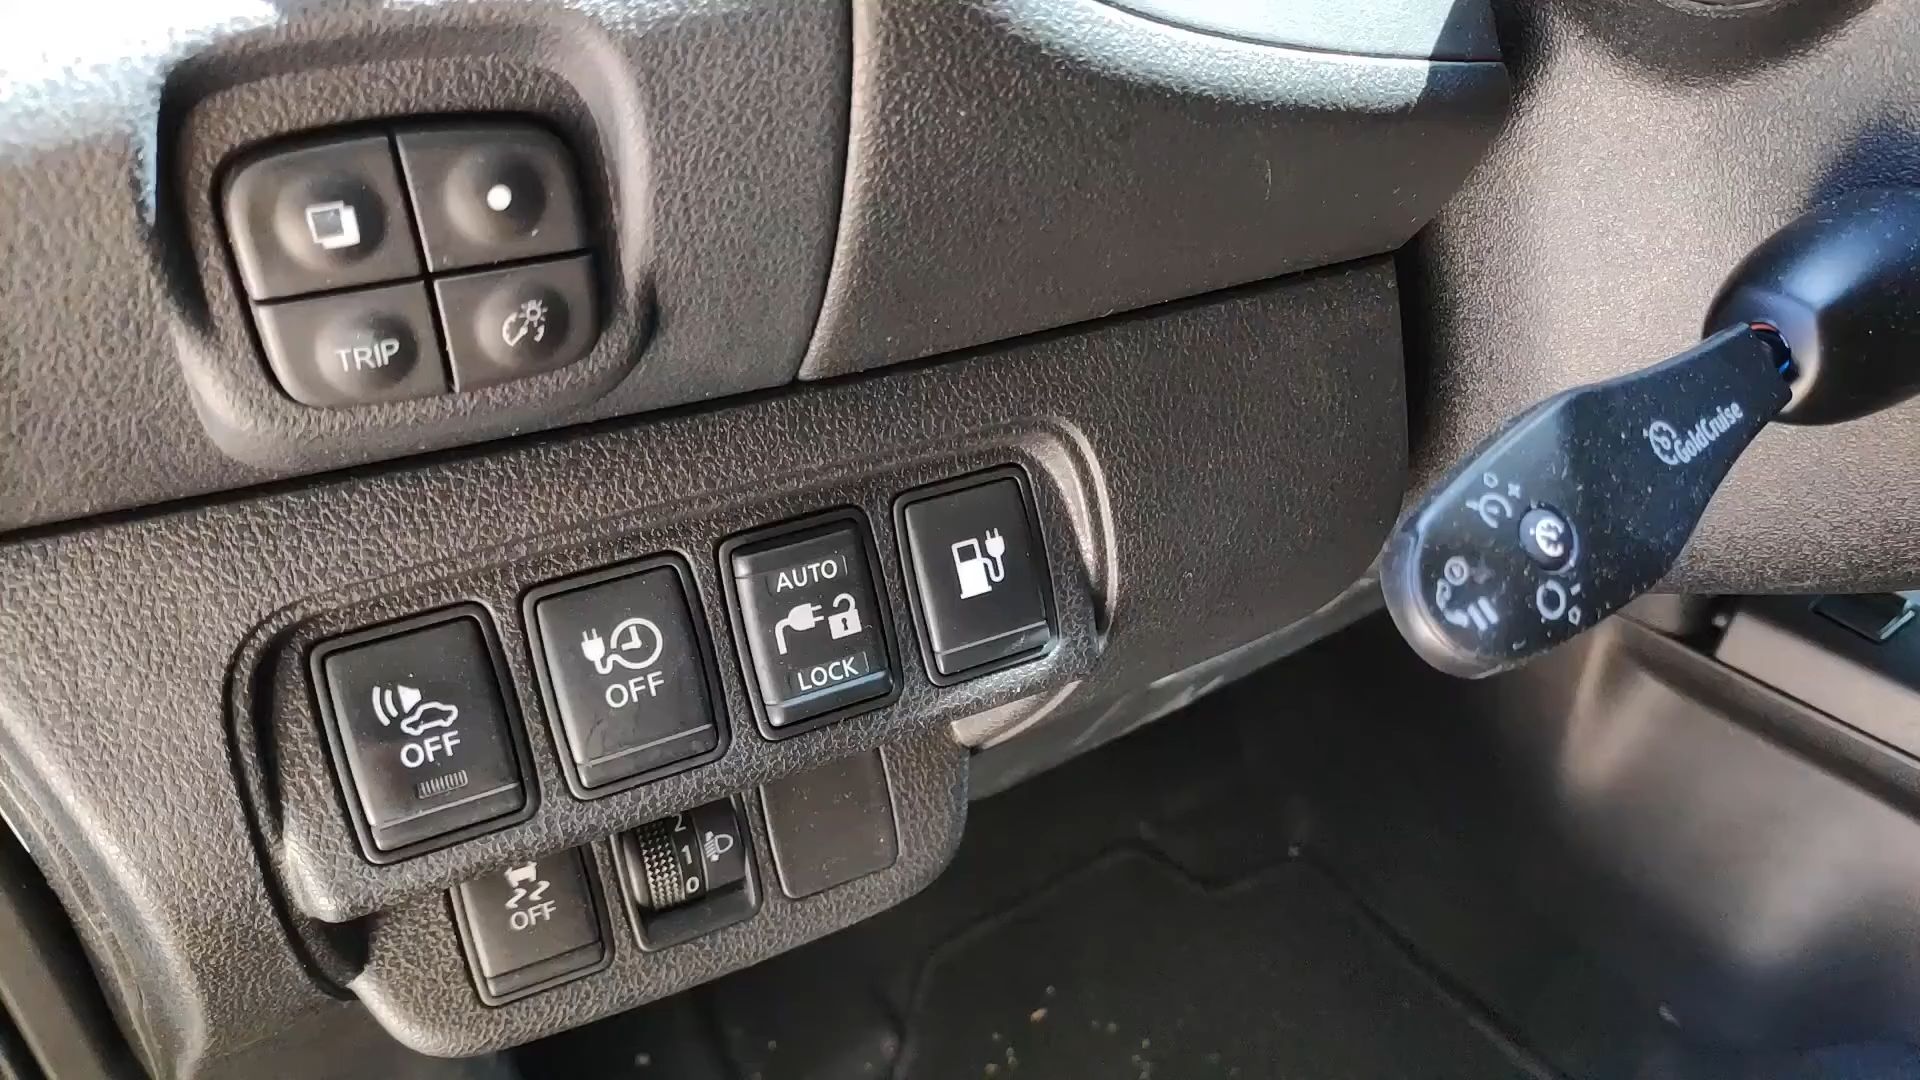 TRIP
GoldCruise
AUTO
LOCK
OFF
OFF
2
1
0
OFF